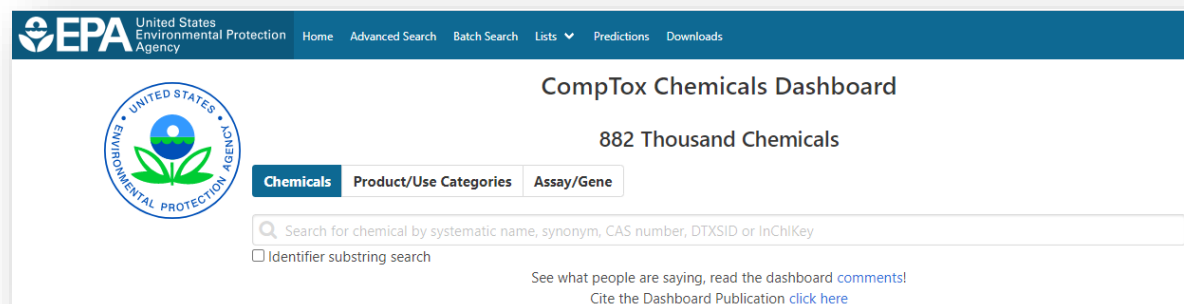 EPA United States Environmental Protection Agency
Home Advanced Search Batch Search Lists Predictions Downloads
UNITED STATES ENVIRONMENTAL PROTECTION AGENCY
CompTox Chemicals Dashboard
882 Thousand Chemicals
Chemicals Product/Use Categories Assay/Gene
Search for chemical by systematic name, synonym, CAS number, DTXSID or InChIKey
Identifier substring search
See what people are saying, read the dashboard comments!
Cite the Dashboard Publication click here